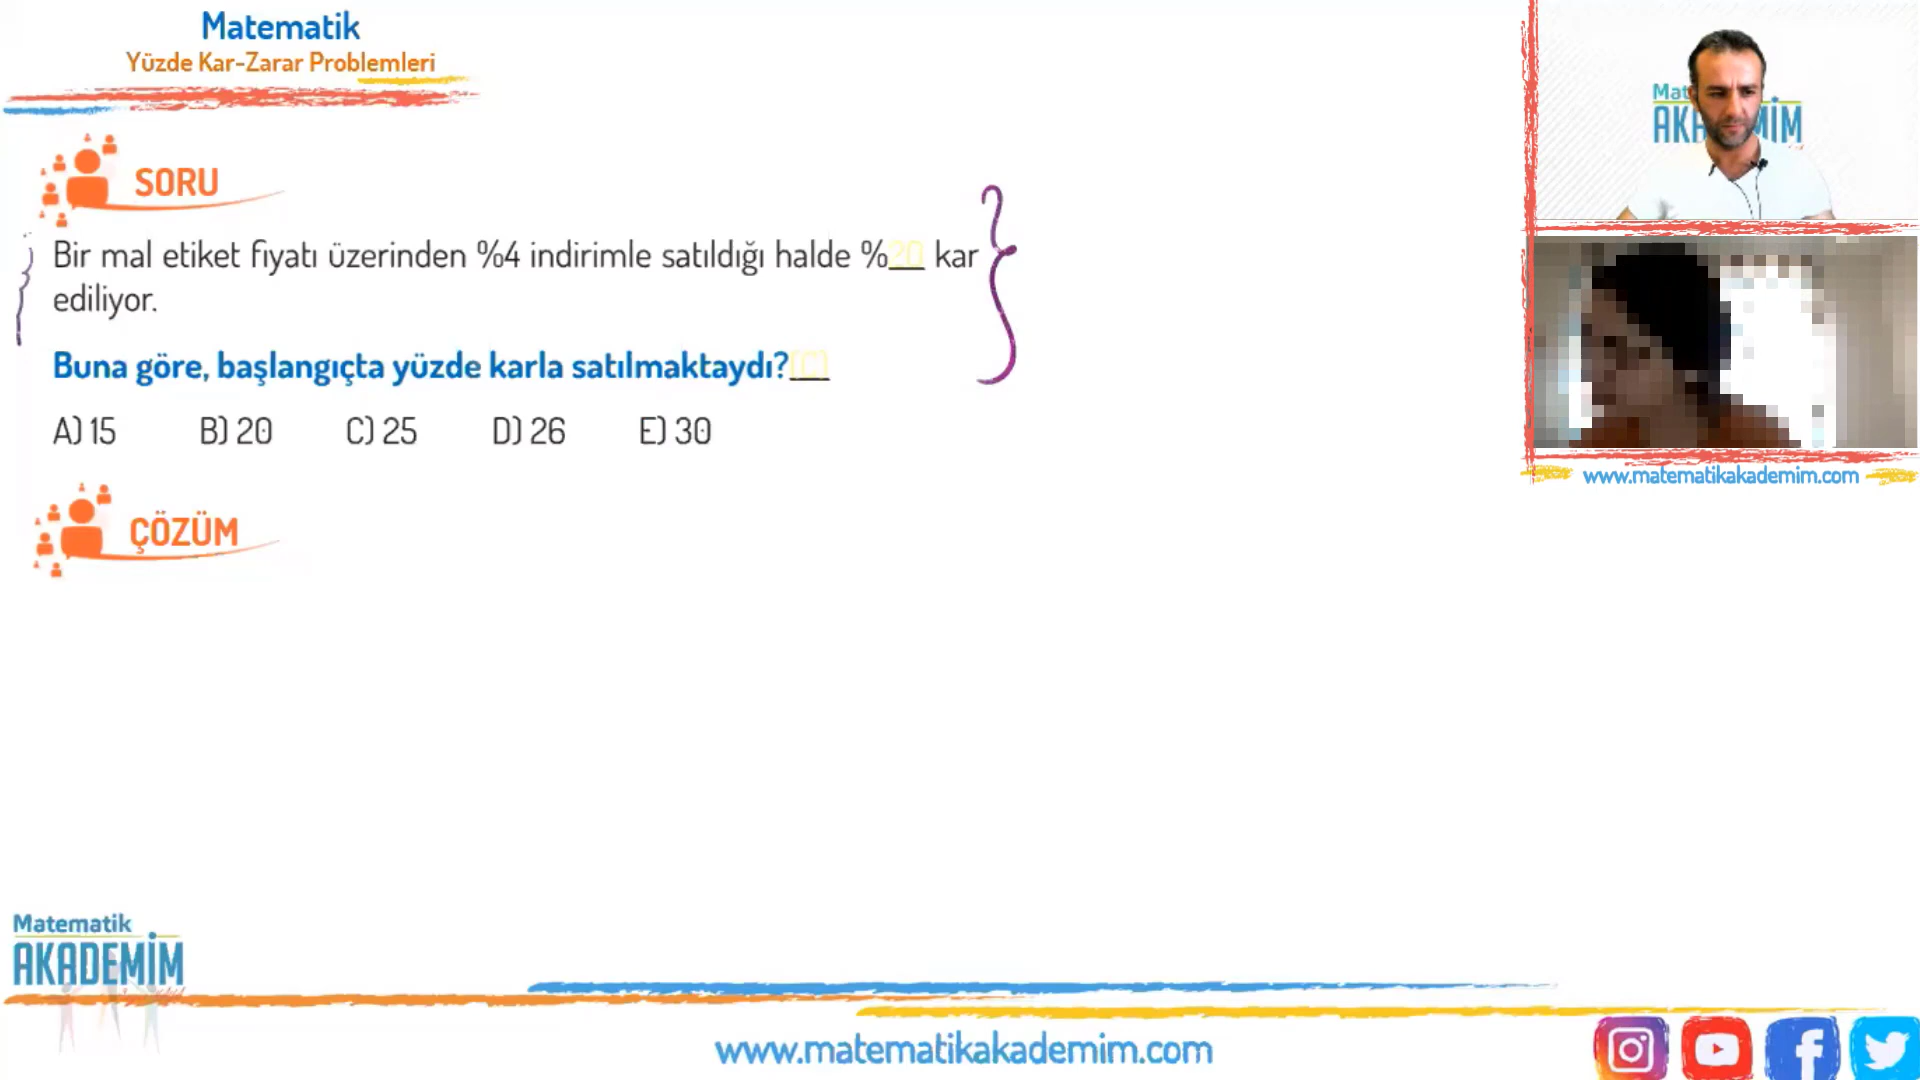 Matematik
Yüzde Kar-Zarar Problemleri
SORU
Bir mal etiket fiyatı üzerinden %4 indirimle satıldığı halde %20 kar
ediliyor.
Buna göre, başlangıçta yüzde karla satılmaktaydı?(C)
A) 15 B) 20 C) 25 D) 26 E) 30
ÇÖZÜM
Matematik
AKADEMİM
www.matematikakademim.com
www.matematikakademim.com